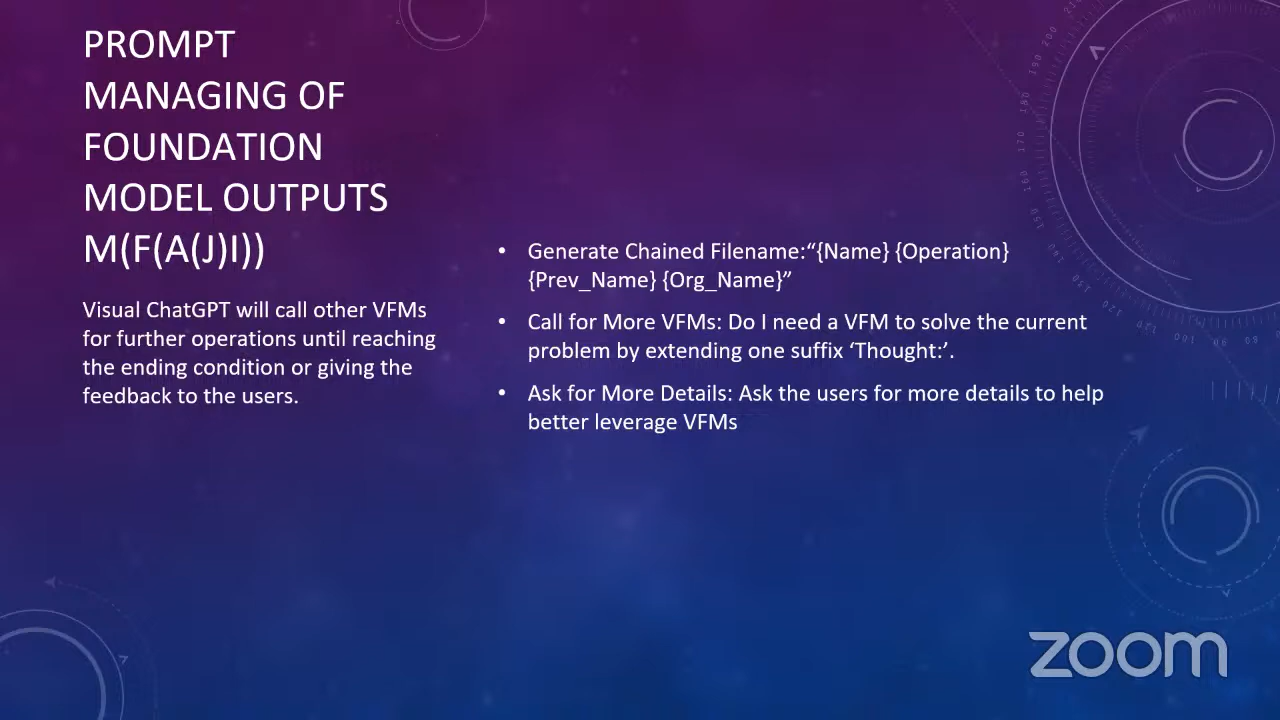 PROMPT
MANAGING OF
FOUNDATION
MODEL OUTPUTS
M(F(A(J)I))
Visual ChatGPT will call other VFMs
for further operations until reaching
the ending condition or giving the
feedback to the users.
• Generate Chained Filename:“{Name} {Operation}
{Prev_Name} {Org_Name}”
• Call for More VFMs: Do I need a VFM to solve the current
problem by extending one suffix ‘Thought:’.
• Ask for More Details: Ask the users for more details to help
better leverage VFMs
zoom